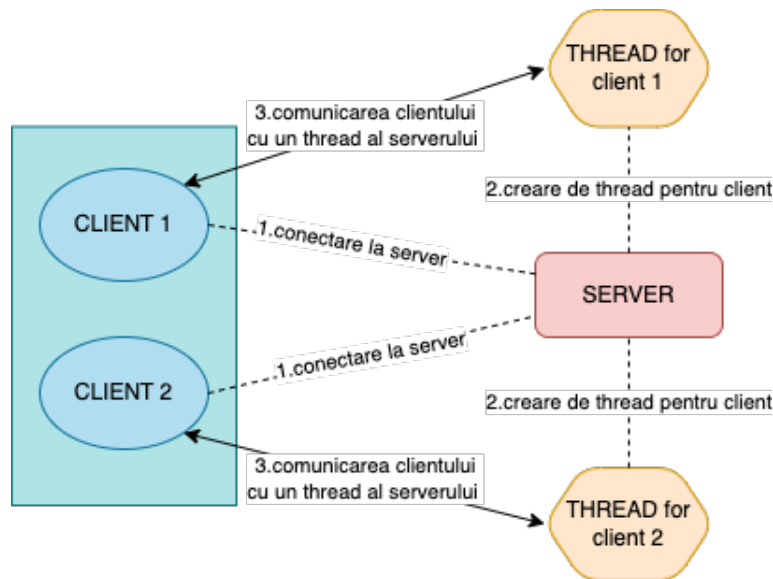 THREAD for
client 1
3.comunicarea clientului
cu un thread al serverului
2.creare de thread pentru client
CLIENT 1
1.conectare la server
SERVER
1.conectare la server
CLIENT 2
2.creare de thread pentru client
3.comunicarea clientului
cu un thread al serverului
THREAD for
client 2